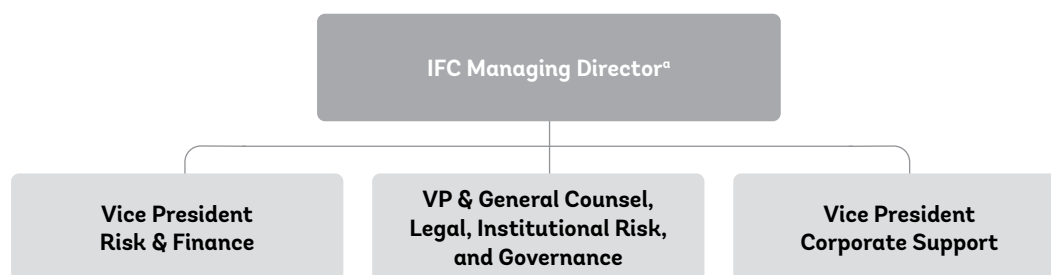 IFC Managing Directorᵃ
Vice President
Risk & Finance
VP & General Counsel,
Legal, Institutional Risk,
and Governance
Vice President
Corporate Support